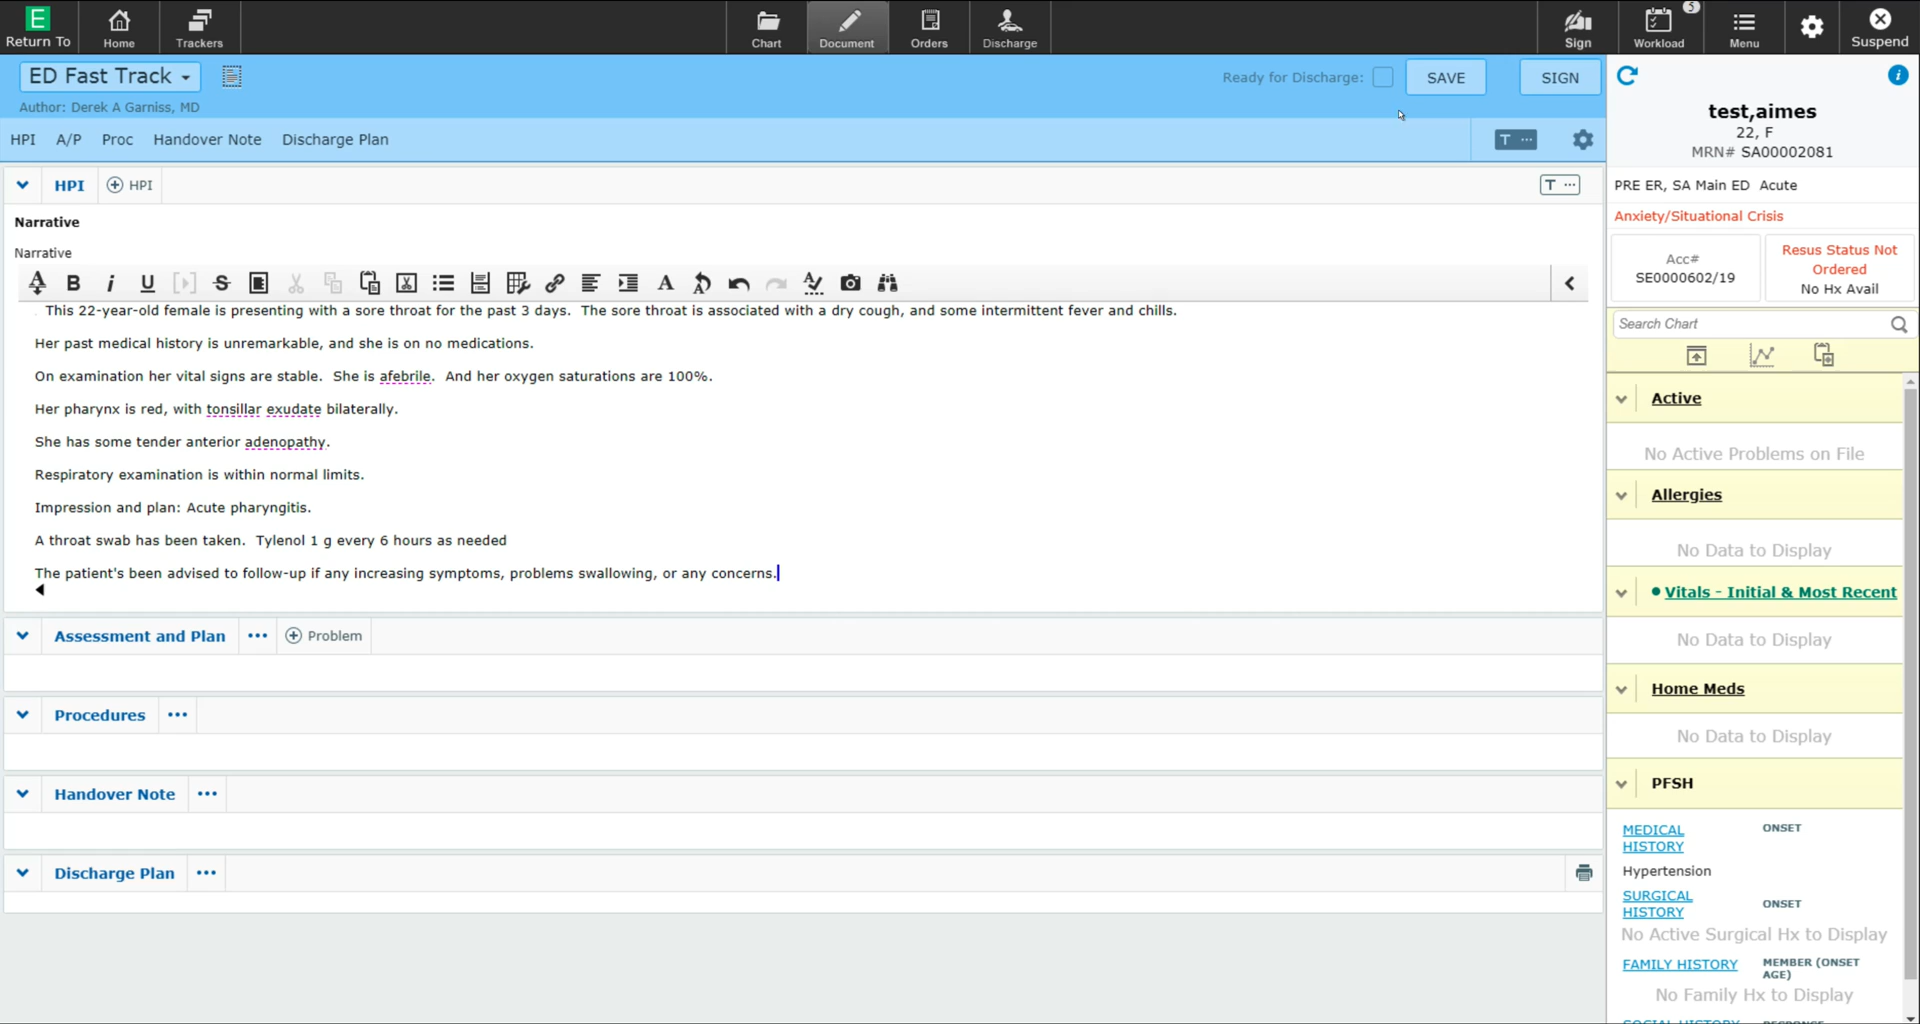 E
Return To
Home
Trackers
Chart
Document
Orders
Discharge
Sign
5
Workload
Menu
Suspend
ED Fast Track
Ready for Discharge:
SAVE
SIGN
Author: Derek A Garniss, MD
HPI A/P Proc Handover Note Discharge Plan
T ...
HPI
HPI
T ...
Narrative
Narrative
B i U S A
This 22-year-old female is presenting with a sore throat for the past 3 days. The sore throat is associated with a dry cough, and some intermittent fever and chills.
Her past medical history is unremarkable, and she is on no medications.
On examination her vital signs are stable. She is afebrile. And her oxygen saturations are 100%.
Her pharynx is red, with tonsillar exudate bilaterally.
She has some tender anterior adenopathy.
Respiratory examination is within normal limits.
Impression and plan: Acute pharyngitis.
A throat swab has been taken. Tylenol 1 g every 6 hours as needed
The patient's been advised to follow-up if any increasing symptoms, problems swallowing, or any concerns.
Assessment and Plan ... Problem
Procedures ...
Handover Note ...
Discharge Plan ...
test,aimes
22, F
MRN# SA00002081
PRE ER, SA Main ED Acute
Anxiety/Situational Crisis
Acc#
SE0000602/19
Resus Status Not
Ordered
No Hx Avail
Search Chart
Active
No Active Problems on File
Allergies
No Data to Display
Vitals - Initial & Most Recent
No Data to Display
Home Meds
No Data to Display
PFSH
MEDICAL HISTORY
ONSET
Hypertension
SURGICAL HISTORY
ONSET
No Active Surgical Hx to Display
FAMILY HISTORY
MEMBER (ONSET AGE)
No Family Hx to Display